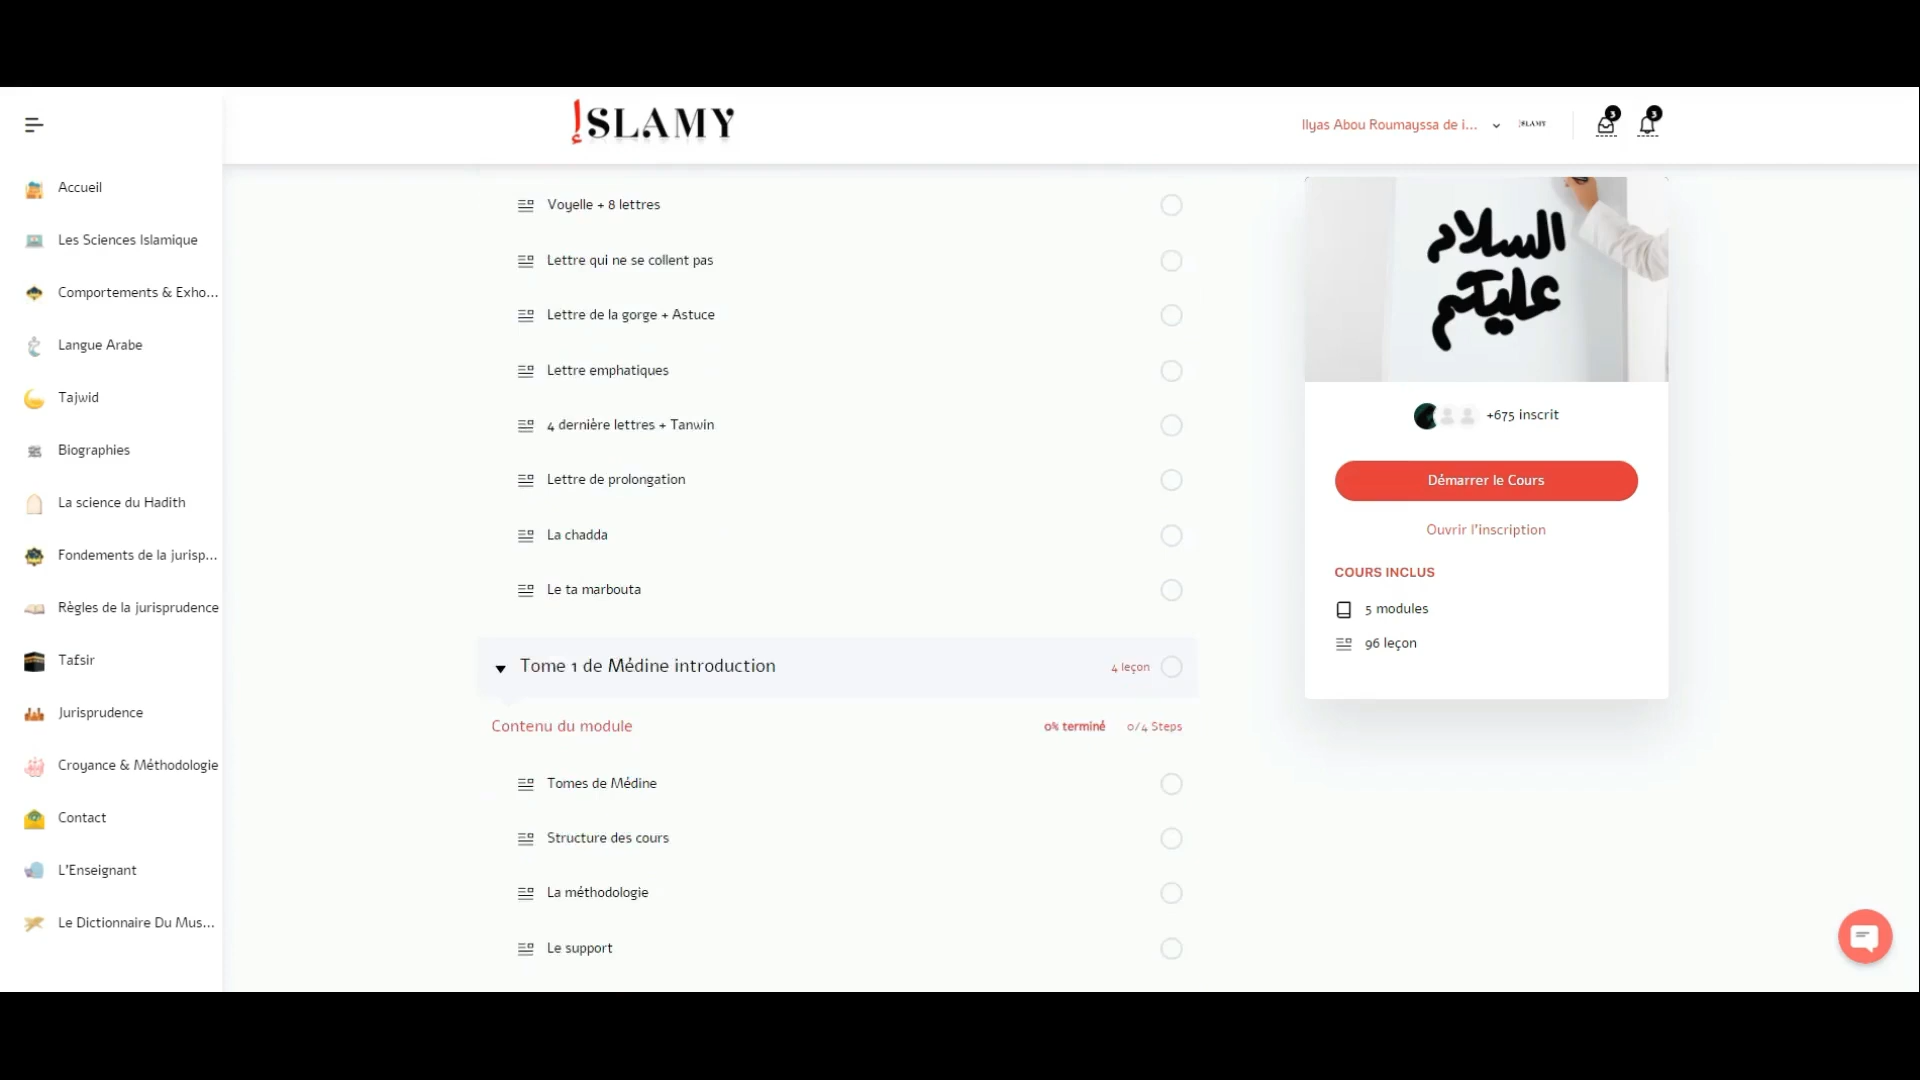 إSLAMY
Ilyas Abou Roumayssa de i...
إSLAMY
3
3
Accueil
Les Sciences Islamique
Comportements & Exho...
Langue Arabe
Tajwid
Biographies
La science du Hadith
Fondements de la jurisp...
Règles de la jurisprudence
Tafsir
Jurisprudence
Croyance & Méthodologie
Contact
L'Enseignant
Le Dictionnaire Du Mus...
Voyelle + 8 lettres
Lettre qui ne se collent pas
Lettre de la gorge + Astuce
Lettre emphatiques
4 dernière lettres + Tanwin
Lettre de prolongation
La chadda
Le ta marbouta
Tome 1 de Médine introduction
4 leçon
Contenu du module
0% terminé 0/4 Steps
Tomes de Médine
Structure des cours
La méthodologie
Le support
السلام
عليكم
+675 inscrit
Démarrer le Cours
Ouvrir l'inscription
COURS INCLUS
5 modules
96 leçon